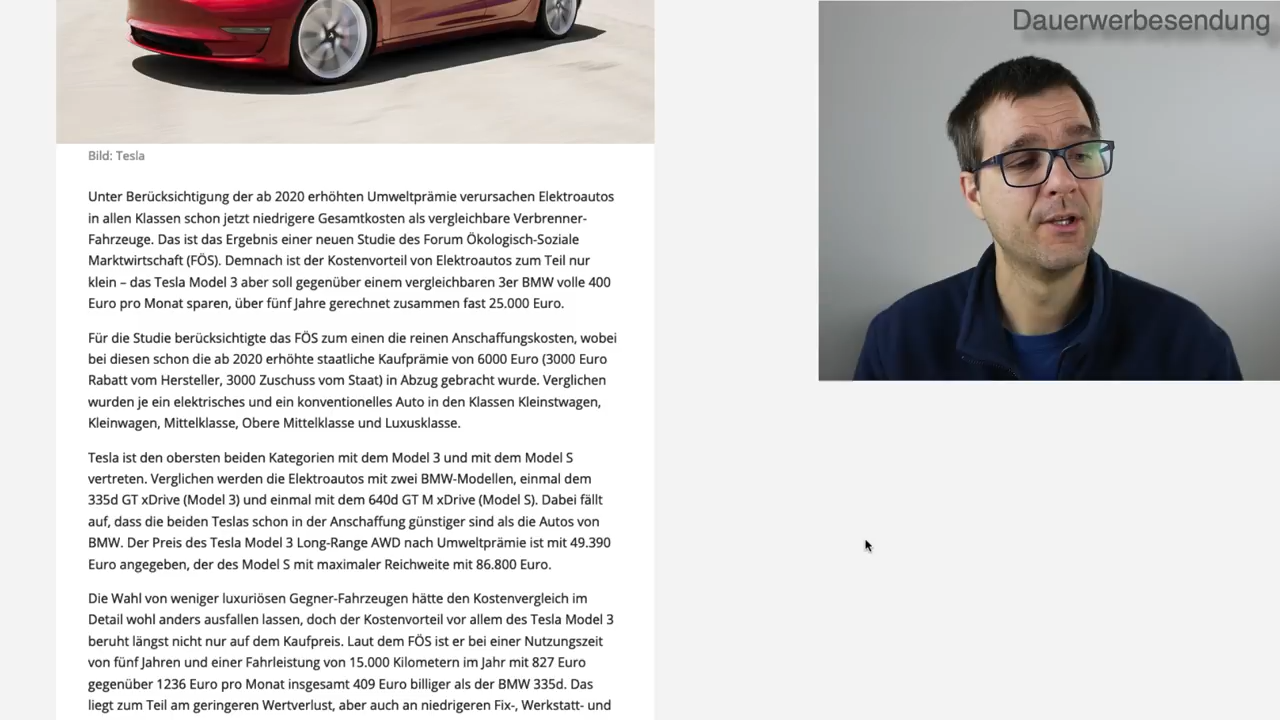 Dauerwerbesendung
Bild: Tesla
Unter Berücksichtigung der ab 2020 erhöhten Umweltprämie verursachen Elektroautos
in allen Klassen schon jetzt niedrigere Gesamtkosten als vergleichbare Verbrenner-
Fahrzeuge. Das ist das Ergebnis einer neuen Studie des Forum Ökologisch-Soziale
Marktwirtschaft (FÖS). Demnach ist der Kostenvorteil von Elektroautos zum Teil nur
klein – das Tesla Model 3 aber soll gegenüber einem vergleichbaren 3er BMW volle 400
Euro pro Monat sparen, über fünf Jahre gerechnet zusammen fast 25.000 Euro.
Für die Studie berücksichtigte das FÖS zum einen die reinen Anschaffungskosten, wobei
bei diesen schon die ab 2020 erhöhte staatliche Kaufprämie von 6000 Euro (3000 Euro
Rabatt vom Hersteller, 3000 Zuschuss vom Staat) in Abzug gebracht wurde. Verglichen
wurden je ein elektrisches und ein konventionelles Auto in den Klassen Kleinstwagen,
Kleinwagen, Mittelklasse, Obere Mittelklasse und Luxusklasse.
Tesla ist den obersten beiden Kategorien mit dem Model 3 und mit dem Model S
vertreten. Verglichen werden die Elektroautos mit zwei BMW-Modellen, einmal dem
335d GT xDrive (Model 3) und einmal mit dem 640d GT M xDrive (Model S). Dabei fällt
auf, dass die beiden Teslas schon in der Anschaffung günstiger sind als die Autos von
BMW. Der Preis des Tesla Model 3 Long-Range AWD nach Umweltprämie ist mit 49.390
Euro angegeben, der des Model S mit maximaler Reichweite mit 86.800 Euro.
Die Wahl von weniger luxuriösen Gegner-Fahrzeugen hätte den Kostenvergleich im
Detail wohl anders ausfallen lassen, doch der Kostenvorteil vor allem des Tesla Model 3
beruht längst nicht nur auf dem Kaufpreis. Laut dem FÖS ist er bei einer Nutzungszeit
von fünf Jahren und einer Fahrleistung von 15.000 Kilometern im Jahr mit 827 Euro
gegenüber 1236 Euro pro Monat insgesamt 409 Euro billiger als der BMW 335d. Das
liegt zum Teil am geringeren Wertverlust, aber auch an niedrigeren Fix-, Werkstatt- und